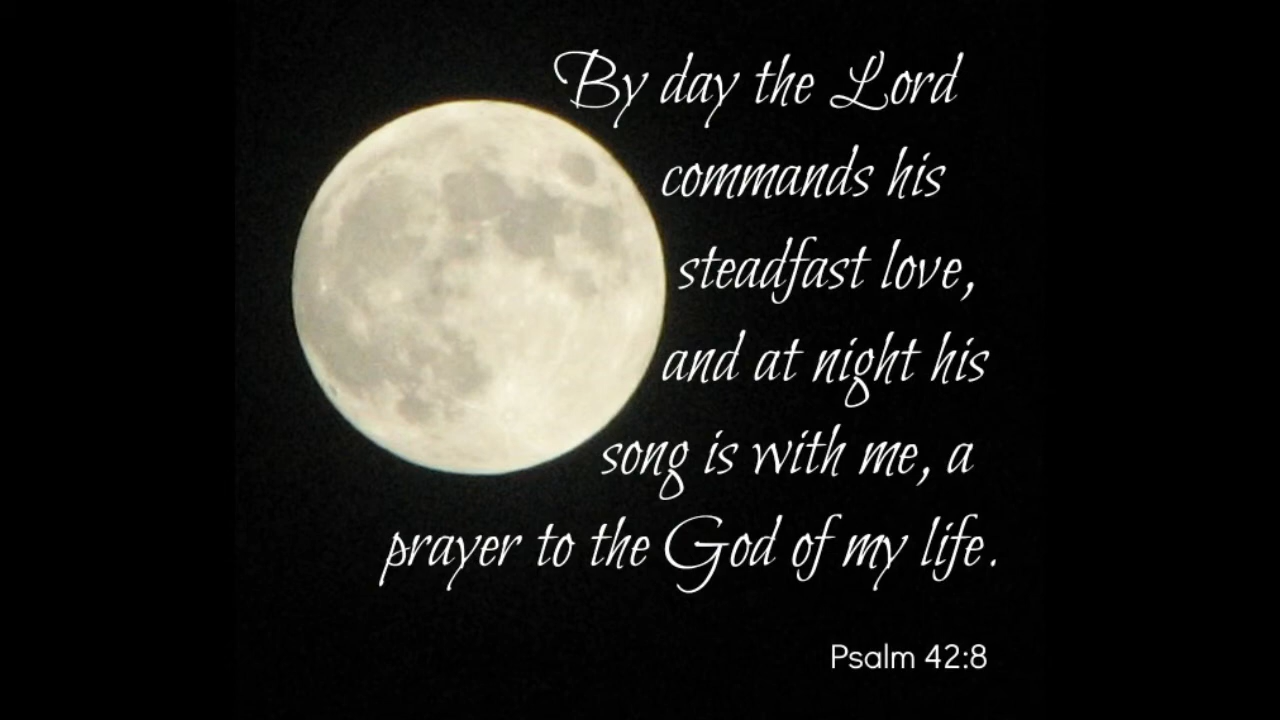 By day the Lord
commands his
steadfast love,
and at night his
song is with me, a
prayer to the God of my life.
Psalm 42:8